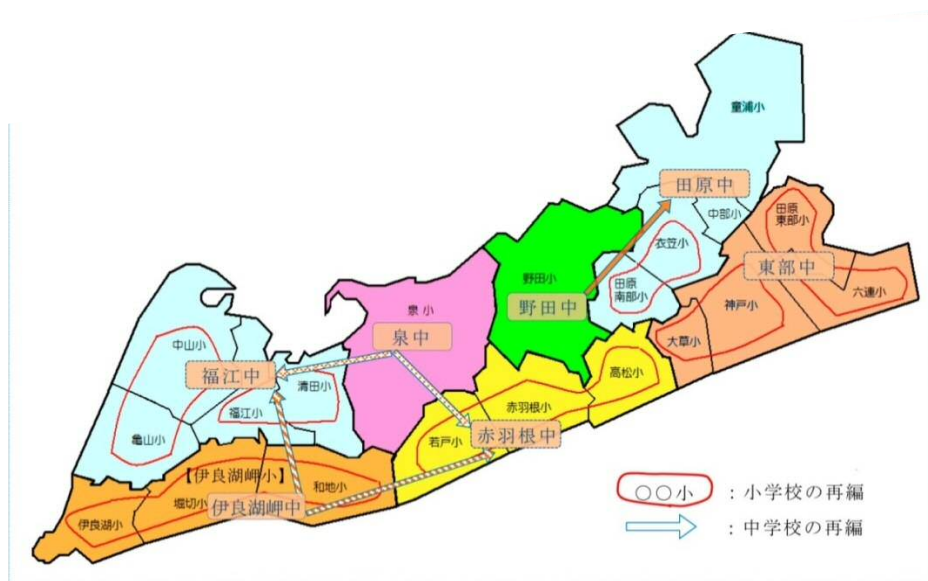 童浦小
田原中
中部小
田原
東部小
衣笠小
東部中
野田小
田原
南部小
六連小
神戸小
野田中
泉小
大草小
泉中
中山小
高松小
福江中
清田小
赤羽根小
福江小
亀山小
若戸小
赤羽根中
【伊良湖岬小】
和地小
堀切小
伊良湖岬中
伊良湖小
○○小 : 小学校の再編
: 中学校の再編